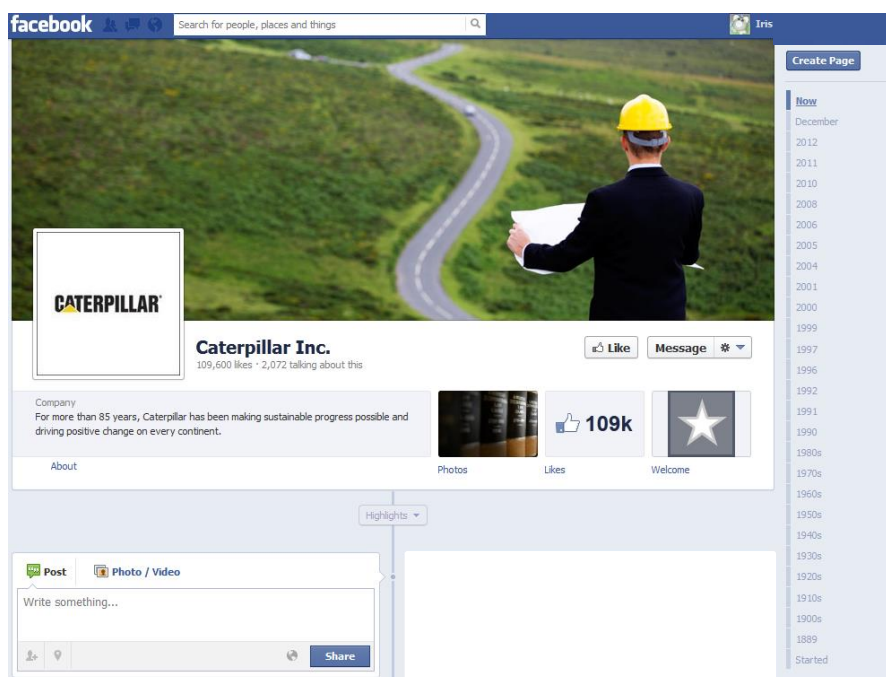 facebook
Search for people, places and things
Iris
Create Page
Now
December
2012
2011
2010
2008
2006
2005
2004
2001
2000
1999
1997
1996
1992
1991
1990
1980s
1970s
1960s
1950s
1940s
1930s
1920s
1910s
1900s
1889
Started
CATERPILLAR®
Caterpillar Inc.
109,600 likes · 2,072 talking about this
Like
Message
Company
For more than 85 years, Caterpillar has been making sustainable progress possible and
driving positive change on every continent.
About
109k
Photos
Likes
Welcome
Highlights
Post
Photo / Video
Write something...
Share